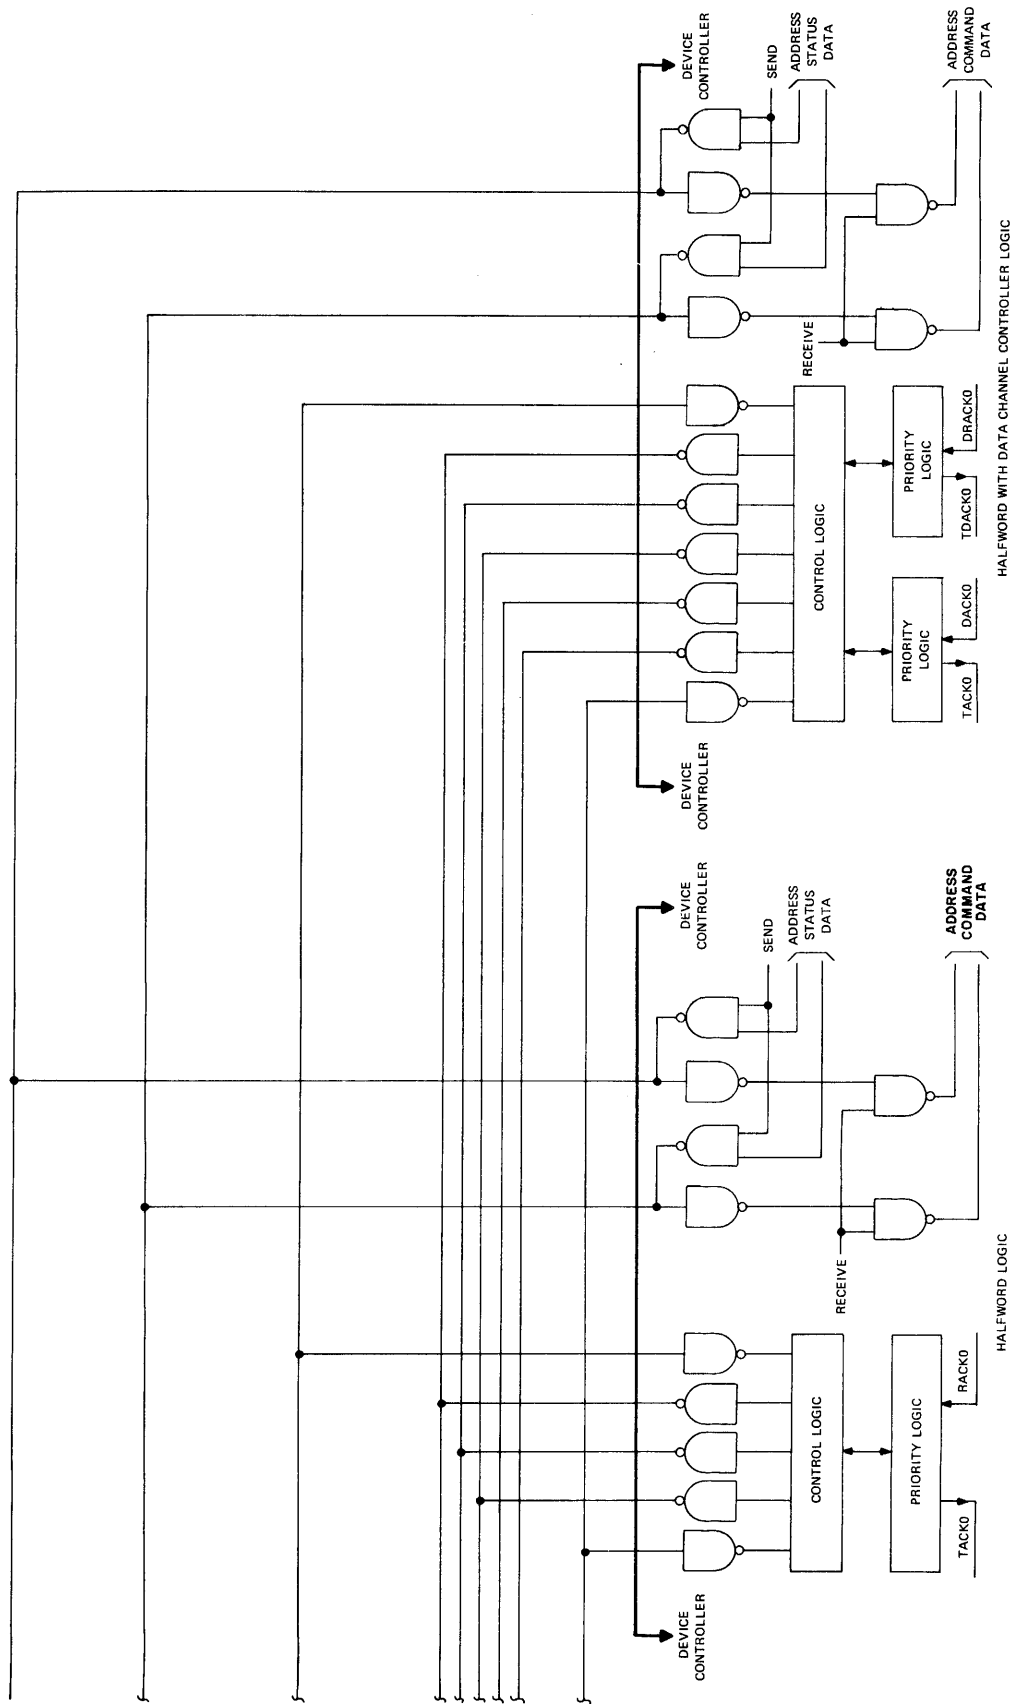 DEVICE
CONTROLLER
DEVICE
CONTROLLER
SEND
ADDRESS
STATUS
DATA
CONTROL LOGIC
RECEIVE
PRIORITY LOGIC
ADDRESS
COMMAND
DATA
TACK0
RACK0
HALFWORD LOGIC
DEVICE
CONTROLLER
DEVICE
CONTROLLER
SEND
ADDRESS
STATUS
DATA
CONTROL LOGIC
RECEIVE
PRIORITY
LOGIC
PRIORITY
LOGIC
ADDRESS
COMMAND
DATA
TACK0
DACK0
TDACK0
DRACK0
HALFWORD WITH DATA CHANNEL CONTROLLER LOGIC